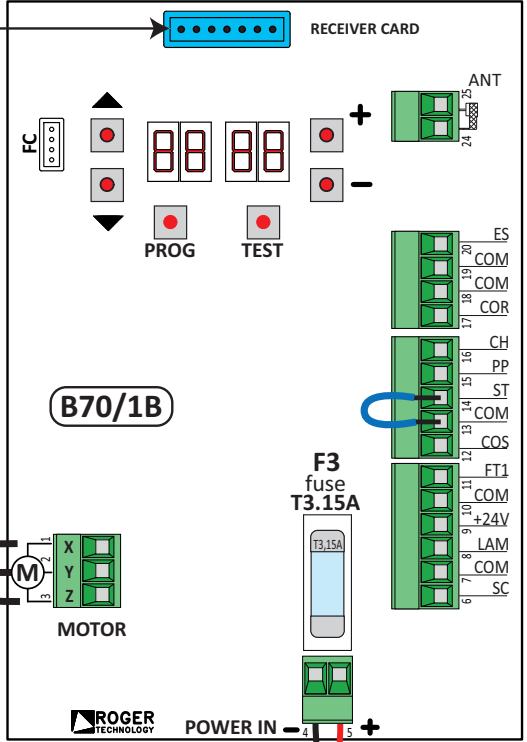 RECEIVER CARD
ANT
25
24
FC
PROG
TEST
+
−
ES
20
COM
19
COM
18
COR
17
CH
16
PP
15
ST
14
COM
13
COS
12
B70/1B
F3
fuse
T3.15A
T3,15A
FT1
11
COM
10
+24V
9
LAM
8
COM
7
SC
6
1
X
M
2
Y
3
Z
MOTOR
ROGER
TECHNOLOGY
POWER IN − 4 5 +